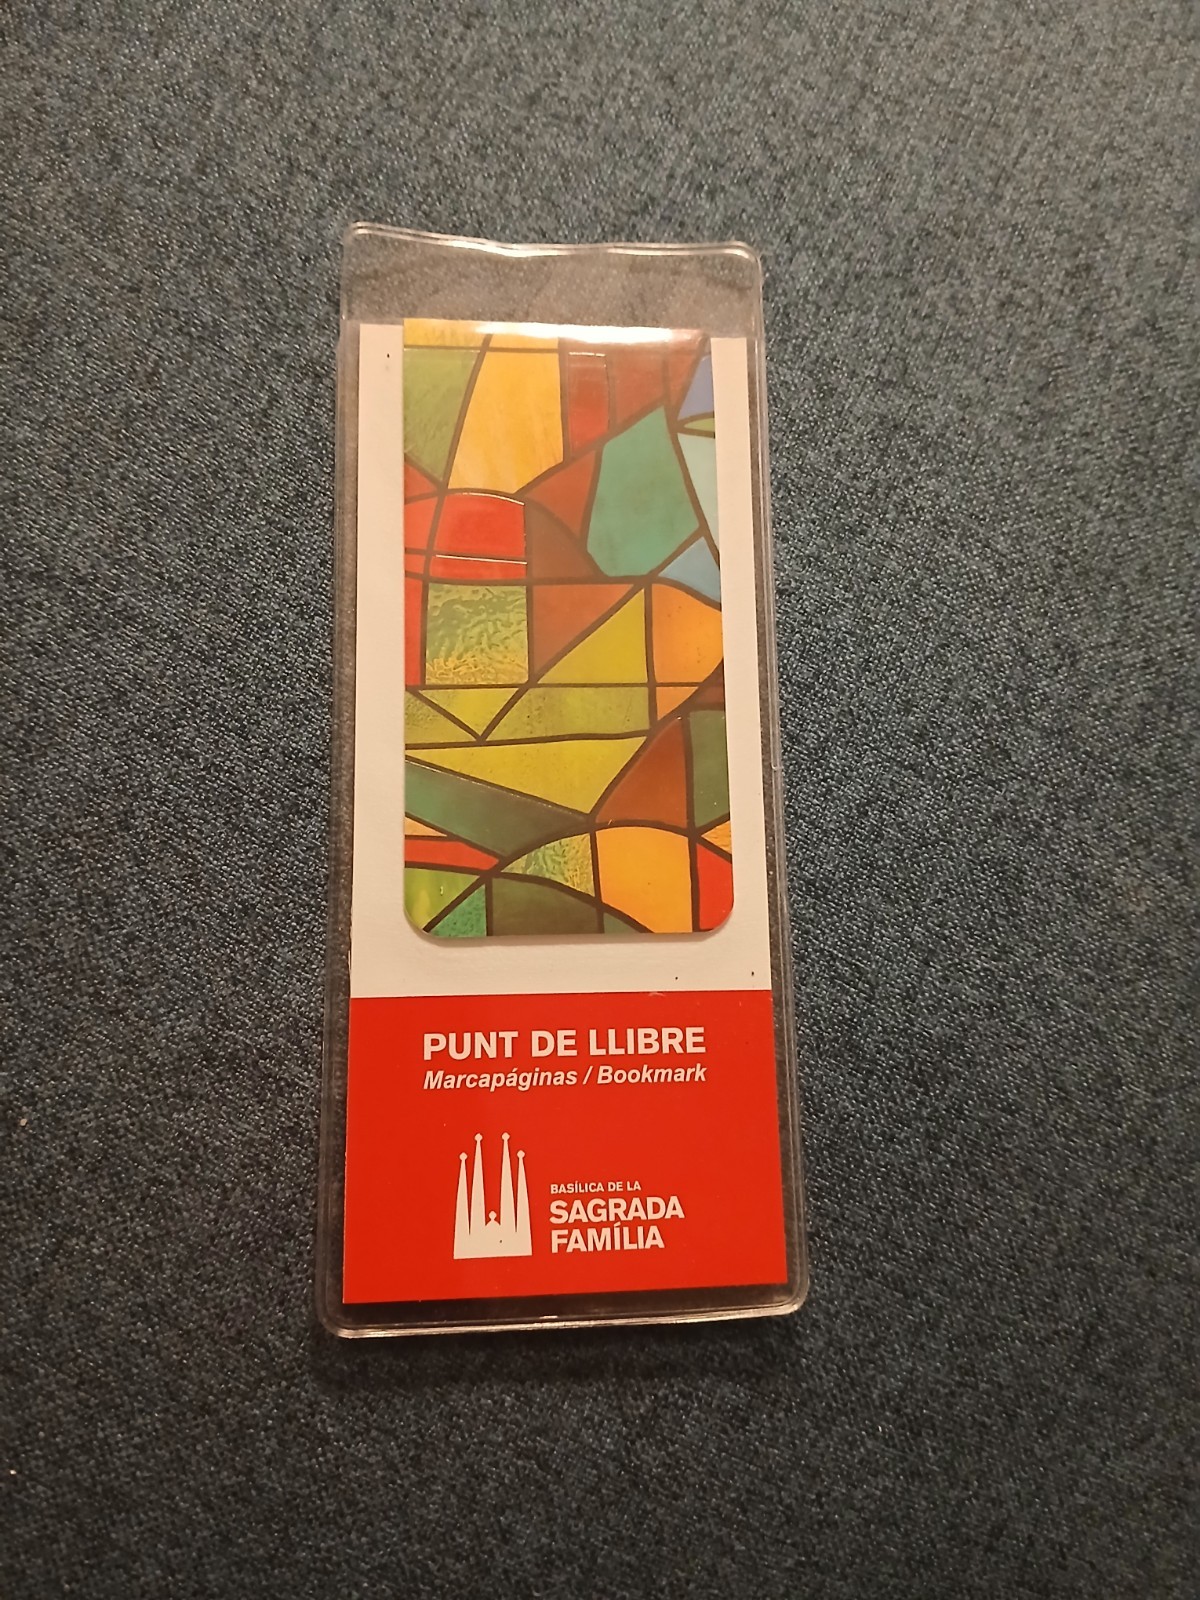 PUNT DE LLIBRE
Marcapáginas / Bookmark
BASÍLICA DE LA
SAGRADA
FAMÍLIA